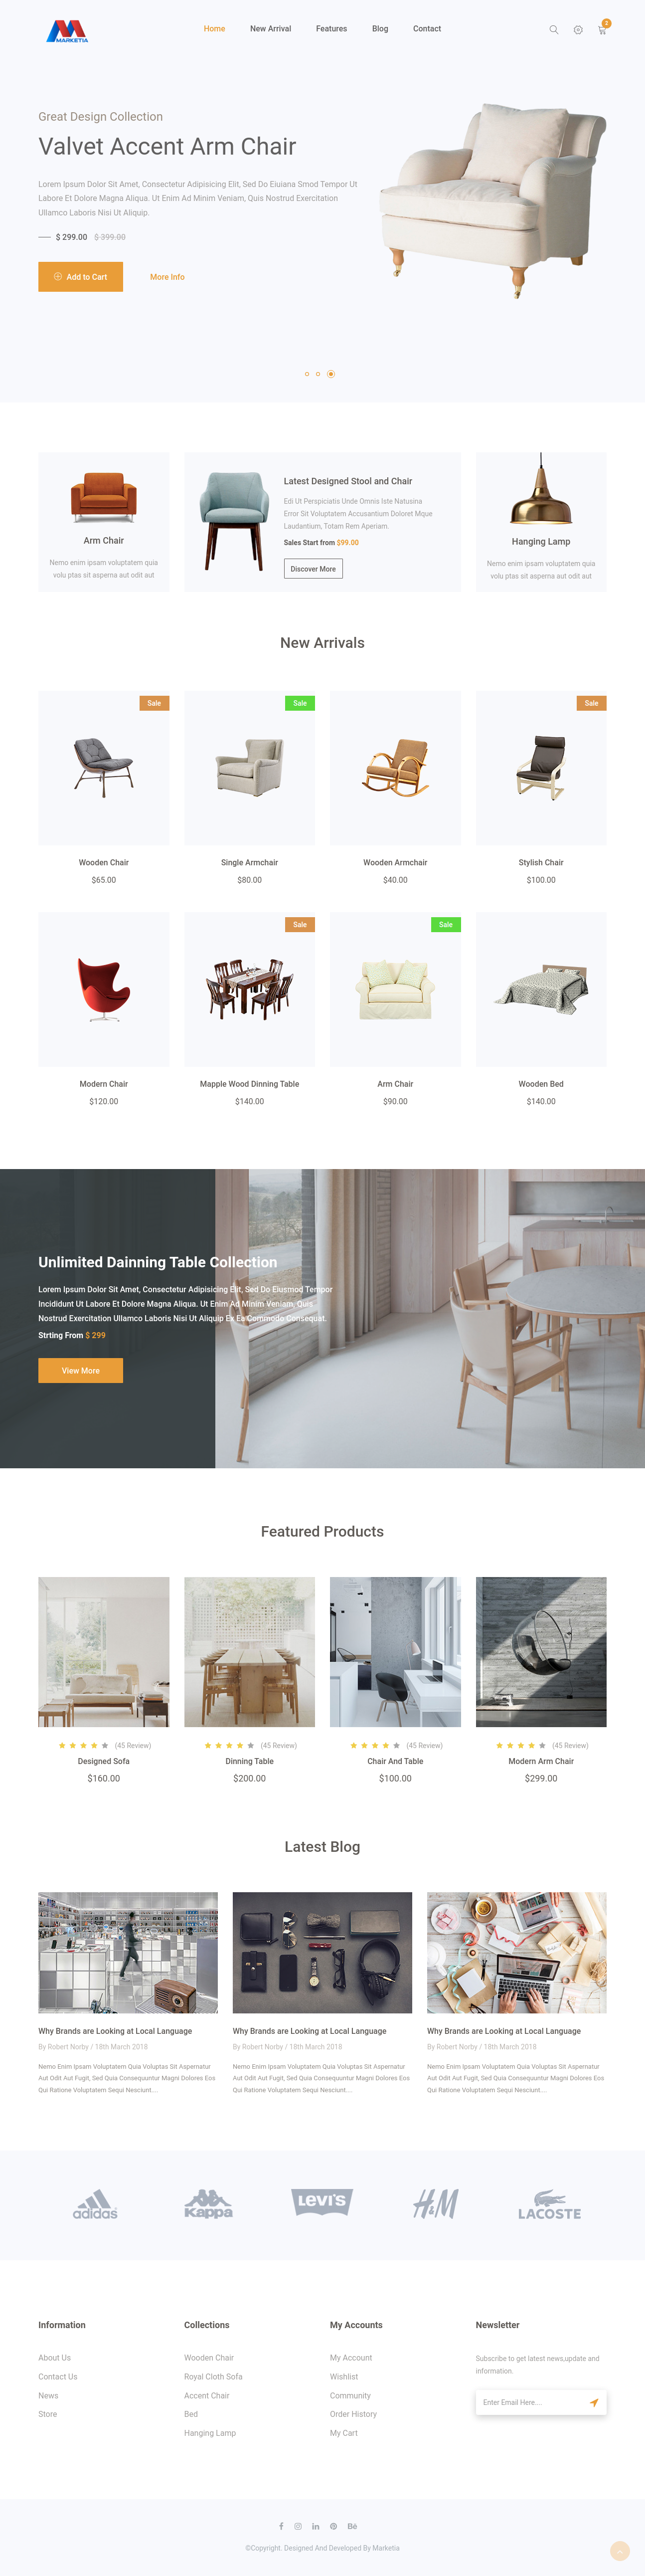 MARKETIA
Home
New Arrival
Features
Blog
Contact
2
Great Design Collection
Valvet Accent Arm Chair
Lorem Ipsum Dolor Sit Amet, Consectetur Adipisicing Elit, Sed Do Eiuiana Smod Tempor Ut
Labore Et Dolore Magna Aliqua. Ut Enim Ad Minim Veniam, Quis Nostrud Exercitation
Ullamco Laboris Nisi Ut Aliquip.
$ 299.00 $ 399.00
Add to Cart
More Info
Arm Chair
Nemo enim ipsam voluptatem quia
volu ptas sit asperna aut odit aut
Latest Designed Stool and Chair
Edi Ut Perspiciatis Unde Omnis Iste Natusina
Error Sit Voluptatem Accusantium Doloret Mque
Laudantium, Totam Rem Aperiam.
Sales Start from $99.00
Discover More
Hanging Lamp
Nemo enim ipsam voluptatem quia
volu ptas sit asperna aut odit aut
New Arrivals
Sale
Sale
Sale
Wooden Chair
$65.00
Single Armchair
$80.00
Wooden Armchair
$40.00
Stylish Chair
$100.00
Sale
Sale
Modern Chair
$120.00
Mapple Wood Dinning Table
$140.00
Arm Chair
$90.00
Wooden Bed
$140.00
Unlimited Dainning Table Collection
Lorem Ipsum Dolor Sit Amet, Consectetur Adipisicing Elit, Sed Do Eiusmod Tempor
Incididunt Ut Labore Et Dolore Magna Aliqua. Ut Enim Ad Minim Veniam, Quis
Nostrud Exercitation Ullamco Laboris Nisi Ut Aliquip Ex Ea Commodo Consequat.
Strting From $ 299
View More
Featured Products
(45 Review)
Designed Sofa
$160.00
(45 Review)
Dinning Table
$200.00
(45 Review)
Chair And Table
$100.00
(45 Review)
Modern Arm Chair
$299.00
Latest Blog
Why Brands are Looking at Local Language
By Robert Norby / 18th March 2018
Nemo Enim Ipsam Voluptatem Quia Voluptas Sit Aspernatur
Aut Odit Aut Fugit, Sed Quia Consequuntur Magni Dolores Eos
Qui Ratione Voluptatem Sequi Nesciunt....
Why Brands are Looking at Local Language
By Robert Norby / 18th March 2018
Nemo Enim Ipsam Voluptatem Quia Voluptas Sit Aspernatur
Aut Odit Aut Fugit, Sed Quia Consequuntur Magni Dolores Eos
Qui Ratione Voluptatem Sequi Nesciunt....
Why Brands are Looking at Local Language
By Robert Norby / 18th March 2018
Nemo Enim Ipsam Voluptatem Quia Voluptas Sit Aspernatur
Aut Odit Aut Fugit, Sed Quia Consequuntur Magni Dolores Eos
Qui Ratione Voluptatem Sequi Nesciunt....
adidas
Kappa
LEVI'S
H&M
LACOSTE
Information
About Us
Contact Us
News
Store
Collections
Wooden Chair
Royal Cloth Sofa
Accent Chair
Bed
Hanging Lamp
My Accounts
My Account
Wishlist
Community
Order History
My Cart
Newsletter
Subscribe to get latest news,update and
information.
Enter Email Here....
©Copyright. Designed And Developed By Marketia